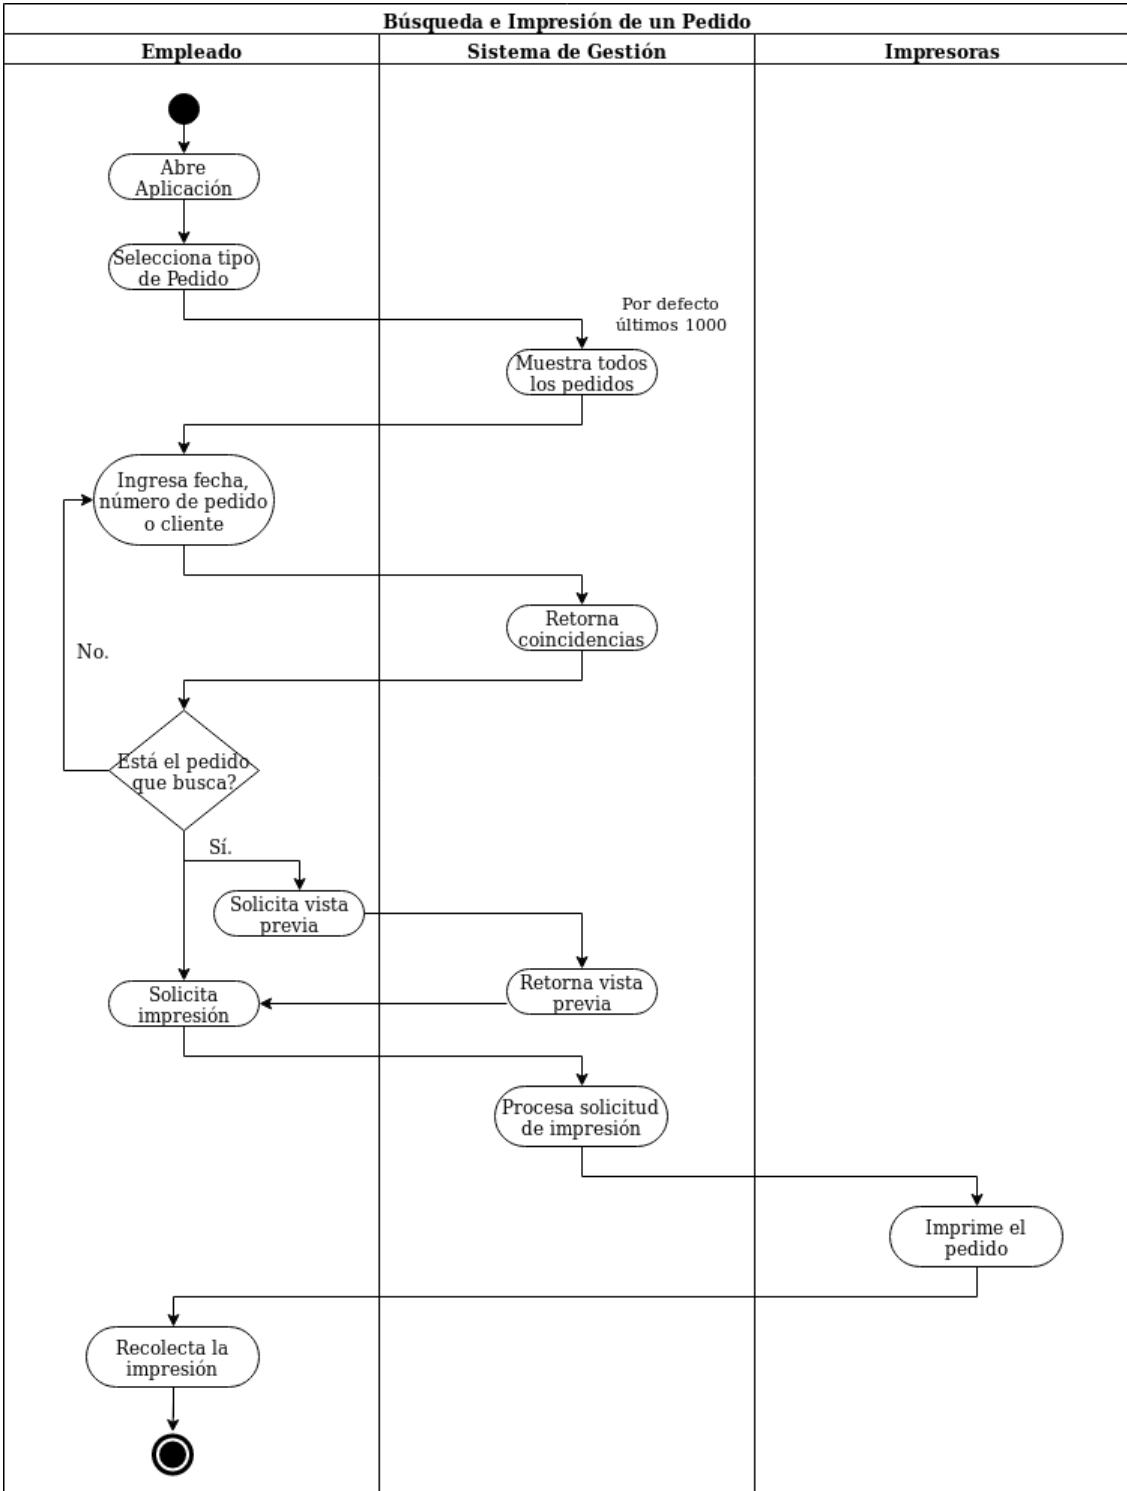 Búsqueda e Impresión de un Pedido
Empleado
Sistema de Gestión
Impresoras
Abre
Aplicación
Selecciona tipo
de Pedido
Por defecto
últimos 1000
Muestra todos
los pedidos
Ingresa fecha,
número de pedido
o cliente
Retorna
coincidencias
No.
Está el pedido
que busca?
Sí.
Solicita vista
previa
Retorna vista
previa
Solicita
impresión
Procesa solicitud
de impresión
Imprime el
pedido
Recolecta la
impresión